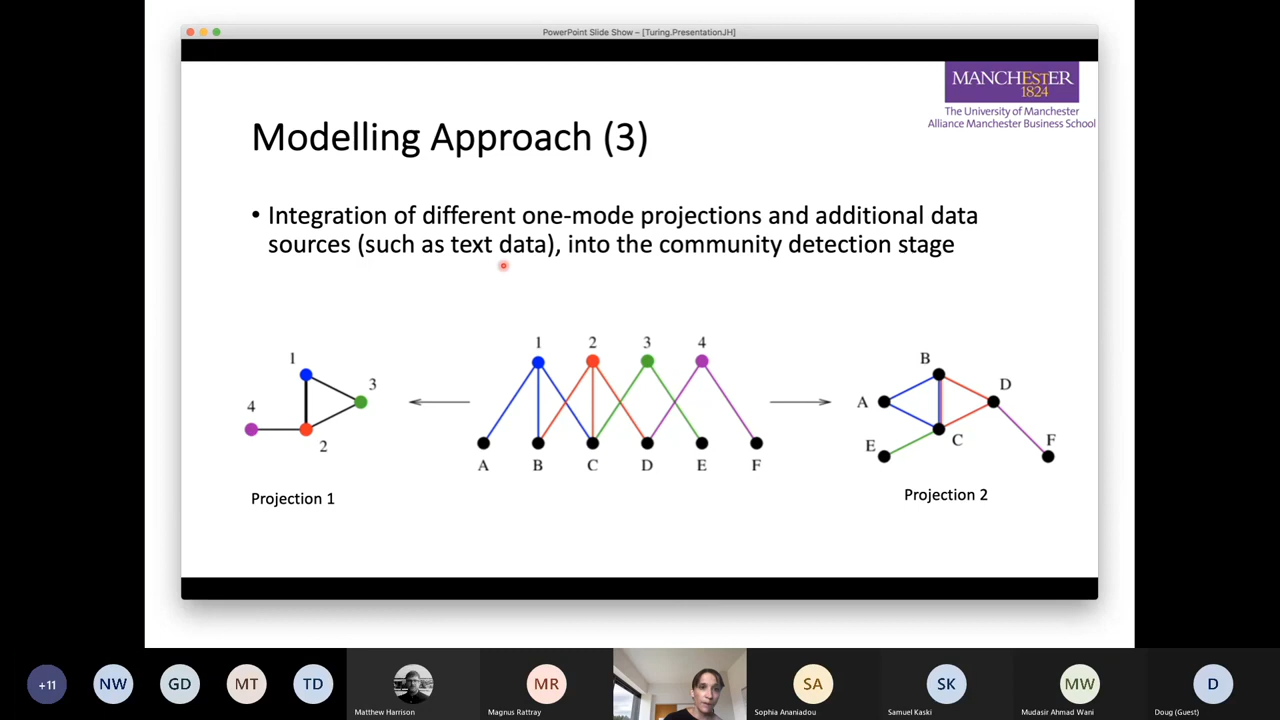 PowerPoint Slide Show – [Turing.PresentationJH]
MANCHESTER
1824
The University of Manchester
Alliance Manchester Business School
Modelling Approach (3)
• Integration of different one-mode projections and additional data
sources (such as text data), into the community detection stage
1
3
4
2
Projection 1
1 2 3 4
A B C D E F
B
D
A
C
E
F
Projection 2
+11 NW GD MT TD MR SA SK MW D
Matthew Harrison Magnus Rattray Sophia Ananiadou Samuel Kaski Mudasir Ahmad Wani Doug (Guest)